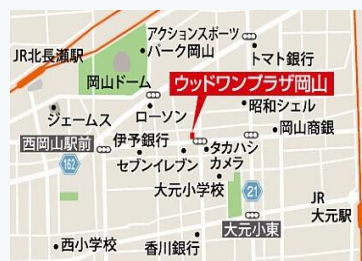 アクションスポーツ
パーク岡山
JR北長瀬駅
トマト銀行
岡山ドーム
ウッドワンプラザ岡山
ローソン
昭和シェル
ジェームス
岡山商銀
西岡山駅前
伊予銀行
タカハシ
カメラ
セブンイレブン
162
大元小学校
21
JR
大元駅
大元小東
西小学校
香川銀行